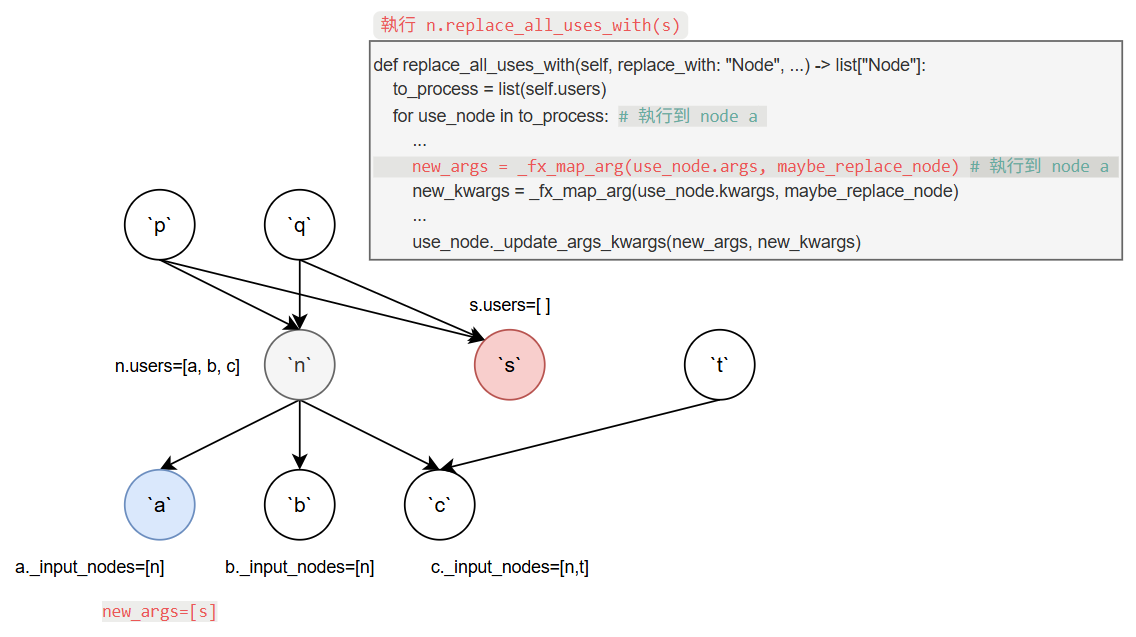 執行 n.replace_all_uses_with(s)
def replace_all_uses_with(self, replace_with: "Node", ...) -> list["Node"]:
to_process = list(self.users)
for use_node in to_process: # 執行到 node a
...
new_args = _fx_map_arg(use_node.args, maybe_replace_node) # 執行到 node a
new_kwargs = _fx_map_arg(use_node.kwargs, maybe_replace_node)
...
use_node._update_args_kwargs(new_args, new_kwargs)
`p` `q`
s.users=[ ]
n.users=[a, b, c] `n` `s` `t`
`a` `b` `c`
a._input_nodes=[n] b._input_nodes=[n] c._input_nodes=[n,t]
new_args=[s]